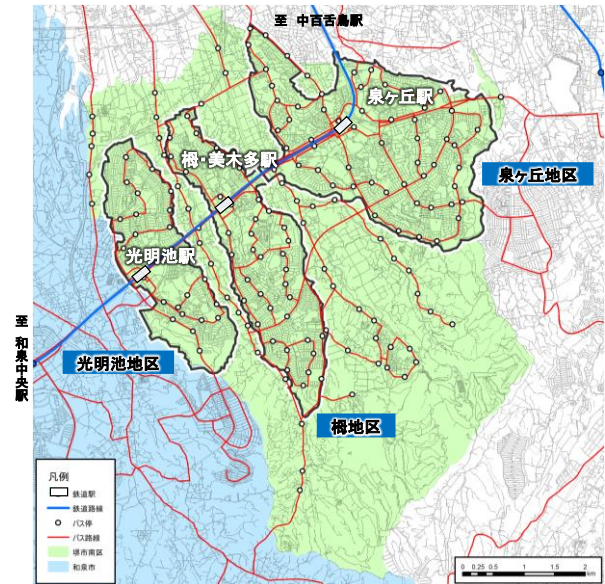 至 中百舌鳥駅
泉ヶ丘駅
栂・美木多駅
泉ヶ丘地区
光明池駅
至 和泉中央駅
光明池地区
栂地区
凡例
鉄道駅
鉄道路線
バス停
バス路線
堺市南区
和泉市
0 0.25 0.5 1 1.5 2
km